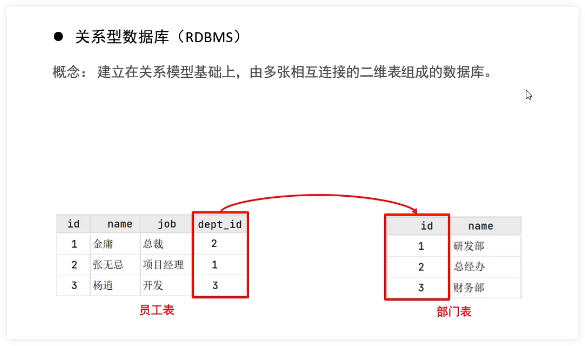 ● 关系型数据库（RDBMS）
概念： 建立在关系模型基础上，由多张相互连接的二维表组成的数据库。
id name job dept_id
1 金庸 总裁 2
2 张无忌 项目经理 1
3 杨逍 开发 3
员工表
id name
1 研发部
2 总经办
3 财务部
部门表